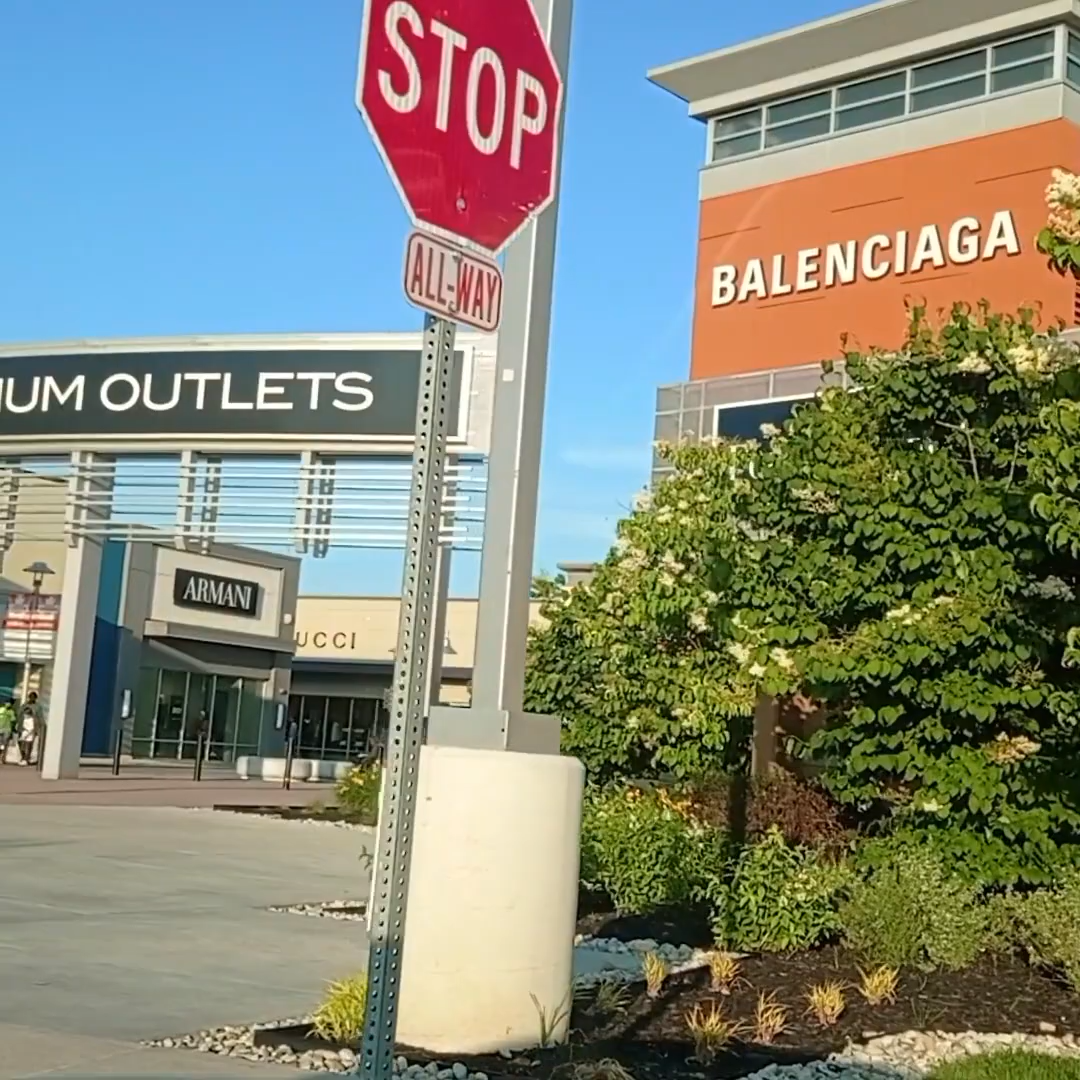 STOP
ALL-WAY
BALENCIAGA
IUM OUTLETS
ARMANI
UCCI